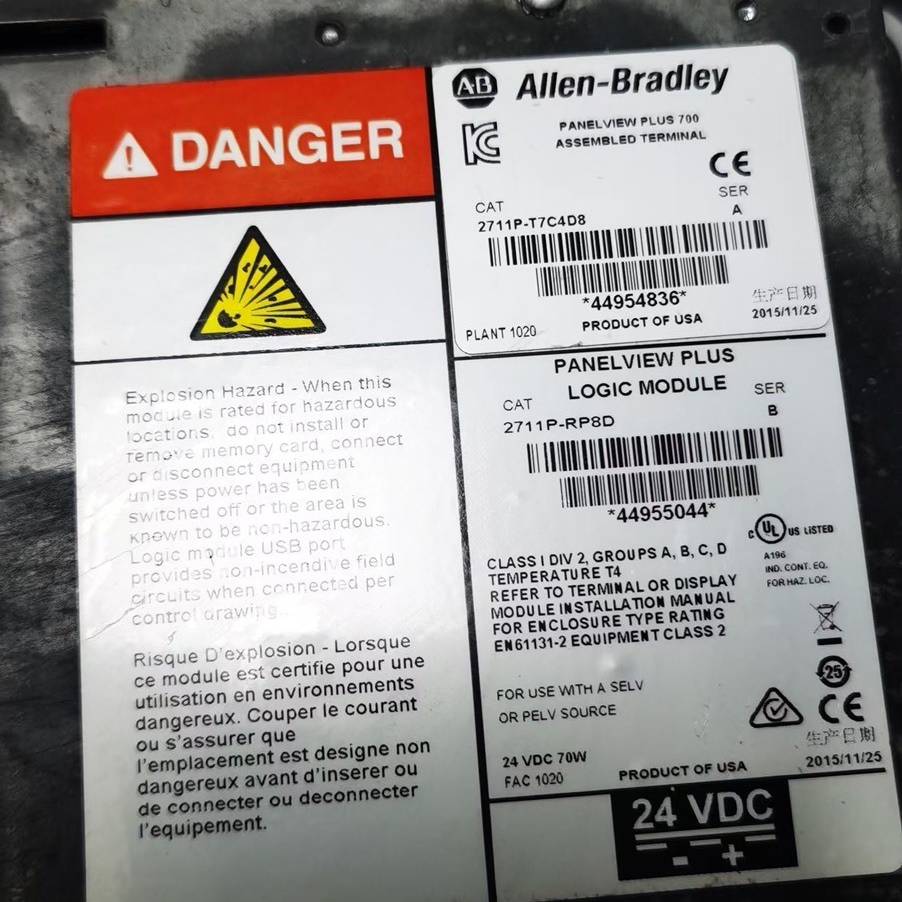 DANGER
Explosion Hazard - When this
module is rated for hazardous
locations, do not install or
remove memory card, connect
or disconnect equipment
unless power has been
switched off or the area is
known to be non-hazardous.
Logic module USB port
provides non-incendive field
circuits when connected per
control drawing.
Risque D'explosion - Lorsque
ce module est certifie pour une
utilisation en environnements
dangereux. Couper le courant
ou s'assurer que
l'emplacement est designe non
dangereux avant d'inserer ou
de connecter ou deconnecter
l'equipement.
AB Allen-Bradley
PANELVIEW PLUS 700
ASSEMBLED TERMINAL
CE
CAT SER
2711P-T7C4D8 A
*44954836*
生产日期
PLANT 1020 PRODUCT OF USA 2015/11/25
PANELVIEW PLUS
LOGIC MODULE
CAT SER
2711P-RP8D B
*44955044*
C UL US LISTED
A196
IND. CONT. EQ.
FOR HAZ. LOC.
CLASS I DIV 2, GROUPS A, B, C, D
TEMPERATURE T4
REFER TO TERMINAL OR DISPLAY
MODULE INSTALLATION MANUAL
FOR ENCLOSURE TYPE RATING
EN61131-2 EQUIPMENT CLASS 2
25
FOR USE WITH A SELV
OR PELV SOURCE
CE
生产日期
24 VDC 70W
FAC 1020 PRODUCT OF USA 2015/11/25
24 VDC
- +